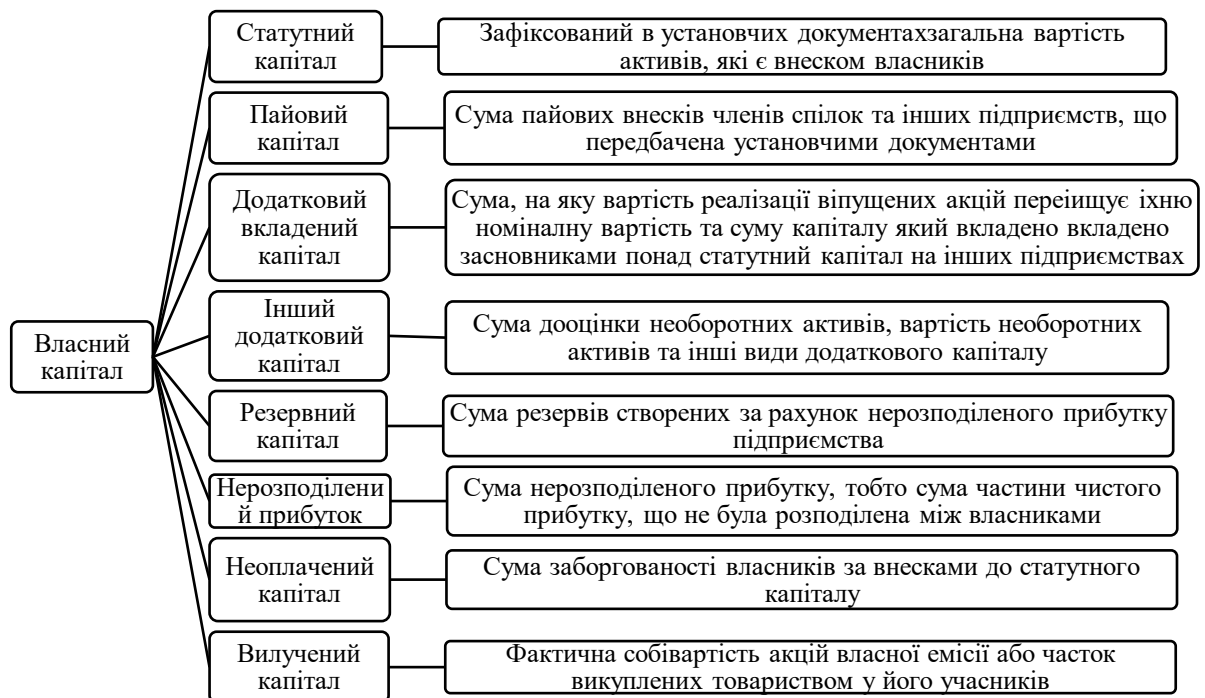 Власний
капітал
Статутний
капітал
Зафіксований в установчих документахзагальна вартість
активів, які є внеском власників
Пайовий
капітал
Сума пайових внесків членів спілок та інших підприємств, що
передбачена установчими документами
Додатковий
вкладений
капітал
Сума, на яку вартість реалізації віпущених акцій переіищує їхню
номіналну вартість та суму капіталу який вкладено вкладено
засновниками понад статутний капітал на інших підприємствах
Інший
додатковий
капітал
Сума дооцінки необоротних активів, вартість необоротних
активів та інші види додаткового капіталу
Резервний
капітал
Сума резервів створених за рахунок нерозподіленого прибутку
підприємства
Нерозподілени
й прибуток
Сума нерозподіленого прибутку, тобто сума частини чистого
прибутку, що не була розподілена між власниками
Неоплачений
капітал
Сума заборгованості власників за внесками до статутного
капіталу
Вилучений
капітал
Фактична собівартість акцій власної емісії або часток
викуплених товариством у його учасників